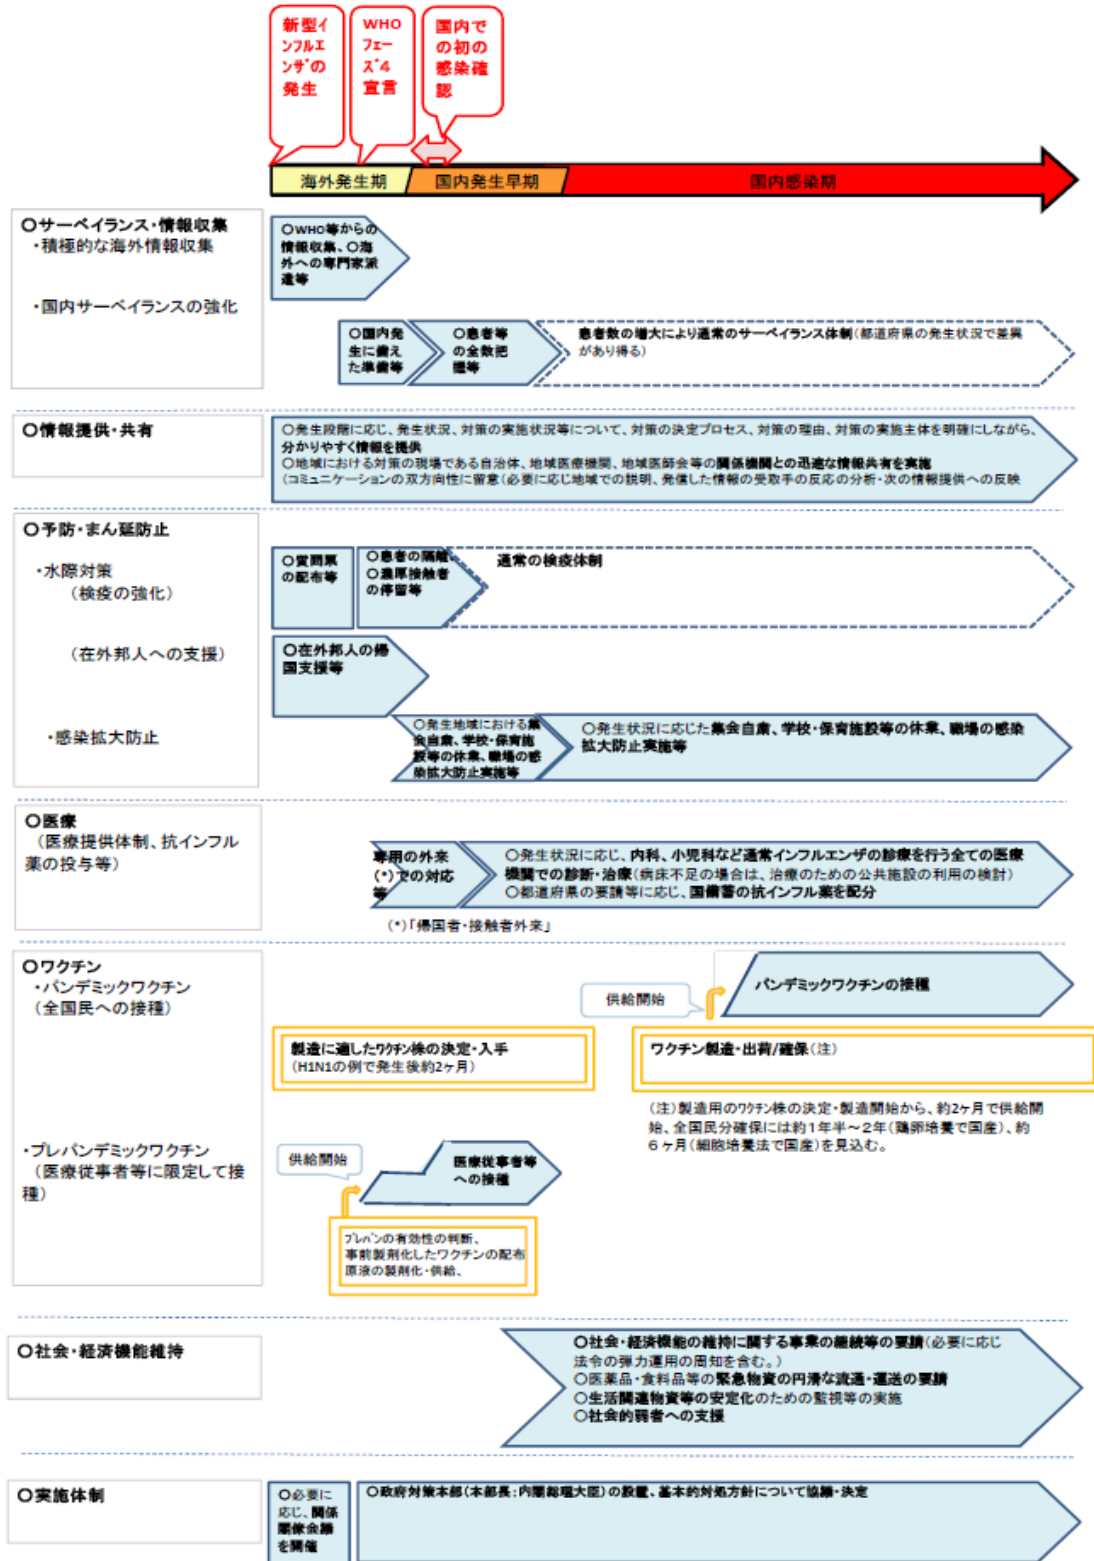 新型イ
ンフルエ
ンザの
発生
WHO
フェー
ズ4
宣言
国内で
の初の
感染確
認
海外発生期
国内発生早期
国内感染期
○サーベイランス・情報収集
・積極的な海外情報収集
・国内サーベイランスの強化
○WHO等からの
情報収集、○海
外への専門家派
遣等
○国内発
生に備え
た準備等
○患者等
の全数把
握等
患者数の増大により通常のサーベイランス体制(都道府県の発生状況で差異
があり得る)
○情報提供・共有
○発生段階に応じ、発生状況、対策の実施状況等について、対策の決定プロセス、対策の理由、対策の実施主体を明確にしながら、
分かりやすく情報を提供
○地域における対策の現場である自治体、地域医療機関、地域医師会等の関係機関との迅速な情報共有を実施
(コミュニケーションの双方向性に留意(必要に応じ地域での説明、発信した情報の受取手の反応の分析・次の情報提供への反映
○予防・まん延防止
・水際対策
(検疫の強化)
(在外邦人への支援)
・感染拡大防止
○質問票
の配布等
○患者の隔離、
○濃厚接触者
の停留等
通常の検疫体制
○在外邦人の帰
国支援等
○発生地域における集
会自粛、学校・保育施
設等の休業、職場の感
染拡大防止実施等
○発生状況に応じた集会自粛、学校・保育施設等の休業、職場の感染
拡大防止実施等
○医療
(医療提供体制、抗インフル
薬の投与等)
専用の外来
(*)での対応
等
○発生状況に応じ、内科、小児科など通常インフルエンザの診療を行う全ての医療
機関での診断・治療(病床不足の場合は、治療のための公共施設の利用の検討)
○都道府県の要請等に応じ、国備蓄の抗インフル薬を配分
(*)「帰国者・接触者外来」
○ワクチン
・パンデミックワクチン
(全国民への接種)
供給開始
パンデミックワクチンの接種
製造に適したワクチン株の決定・入手
(H1N1の例で発生後約2ヶ月)
ワクチン製造・出荷/確保(注)
(注)製造用のワクチン株の決定・製造開始から、約2ヶ月で供給開
始、全国民分確保には約1年半～2年(鶏卵培養で国産)、約
6ヶ月(細胞培養法で国産)を見込む。
・プレパンデミックワクチン
(医療従事者等に限定して接
種)
供給開始
医療従事者等
への接種
プレパンの有効性の判断、
事前製剤化したワクチンの配布
原液の製剤化・供給、
○社会・経済機能維持
○社会・経済機能の維持に関する事業の継続等の要請(必要に応じ
法令の弾力運用の周知を含む。)
○医薬品・食料品等の緊急物資の円滑な流通・運送の要請
○生活関連物資等の安定化のための監視等の実施
○社会的弱者への支援
○実施体制
○必要に
応じ、関係
閣僚会議
を開催
○政府対策本部(本部長:内閣総理大臣)の設置、基本的対処方針について協議・決定